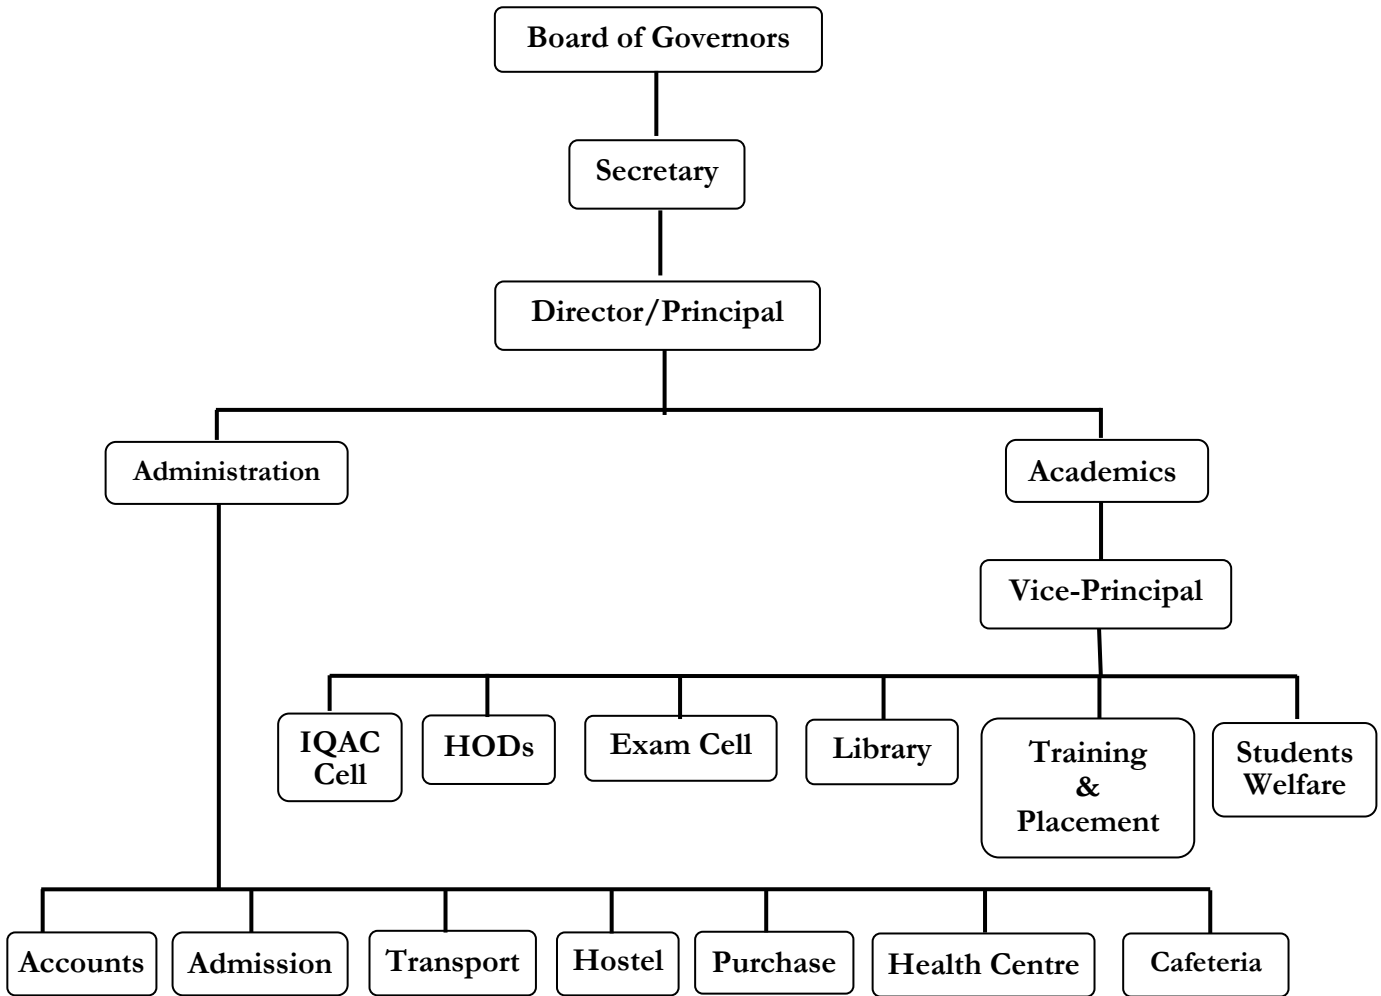 Board of Governors
Secretary
Director/Principal
Administration
Academics
Vice-Principal
IQAC
Cell
HODs
Exam Cell
Library
Training
&
Placement
Students
Welfare
Accounts
Admission
Transport
Hostel
Purchase
Health Centre
Cafeteria